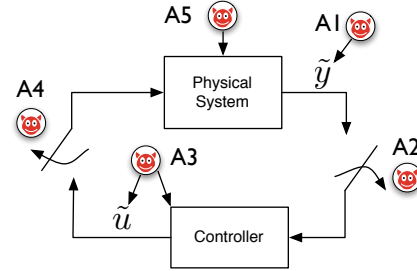 A5
A1
A4
Physical
System
ỹ
A3
A2
ũ
Controller